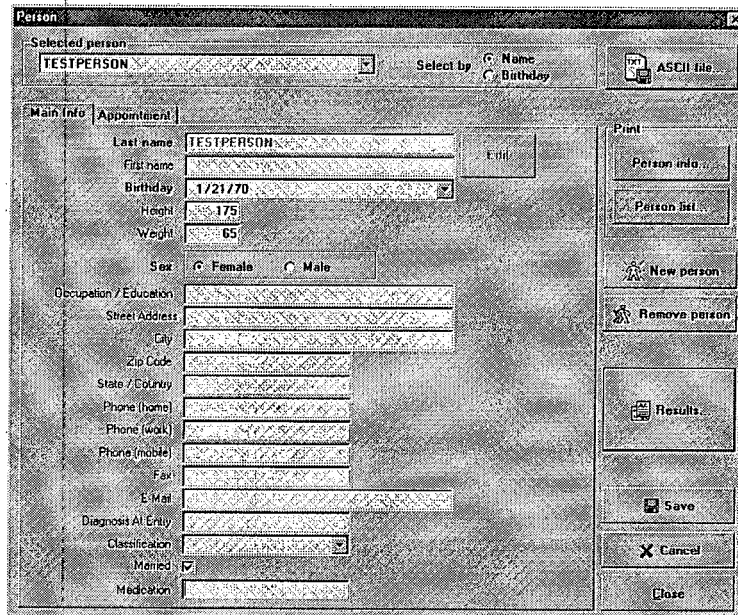 Person
Selected person
TESTPERSON
Select by
Name
Birthday
TXT
ASCII file...
Main Info
Appointment
Last name
TESTPERSON
Edit
First name
Birthday
1/21/70
Height
175
Weight
65
Sex
Female
Male
Occupation / Education
Street Address
City
Zip Code
State / Country
Phone (home)
Phone (work)
Phone (mobile)
Fax
E-Mail
Diagnosis At Entry
Classification
Married
Medication
Print
Person info...
Person list...
New person
Remove person
Results...
Save
Cancel
Close